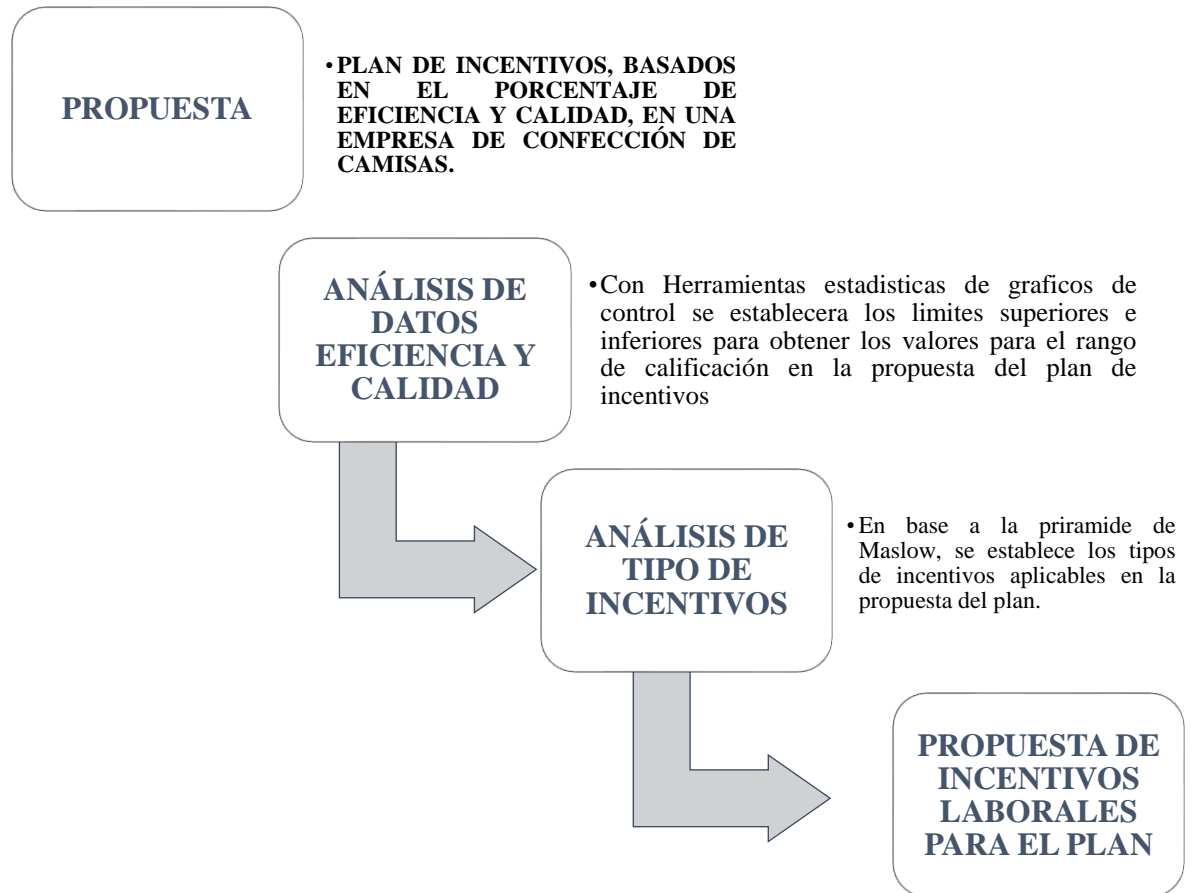 PROPUESTA
•PLAN DE INCENTIVOS, BASADOS
EN EL PORCENTAJE DE
EFICIENCIA Y CALIDAD, EN UNA
EMPRESA DE CONFECCIÓN DE
CAMISAS.
ANÁLISIS DE
DATOS
EFICIENCIA Y
CALIDAD
•Con Herramientas estadisticas de graficos de
control se establecera los limites superiores e
inferiores para obtener los valores para el rango
de calificación en la propuesta del plan de
incentivos
ANÁLISIS DE
TIPO DE
INCENTIVOS
•En base a la priramide de
Maslow, se establece los tipos
de incentivos aplicables en la
propuesta del plan.
PROPUESTA DE
INCENTIVOS
LABORALES
PARA EL PLAN